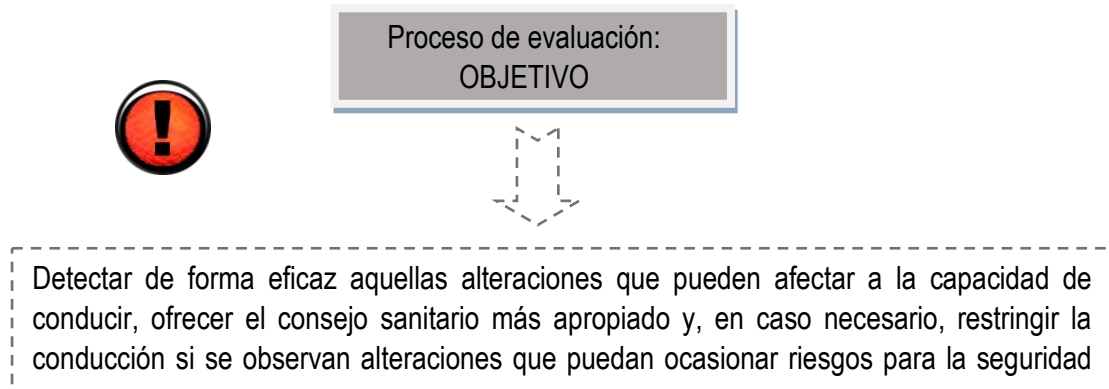 Proceso de evaluación:
OBJETIVO
Detectar de forma eficaz aquellas alteraciones que pueden afectar a la capacidad de
conducir, ofrecer el consejo sanitario más apropiado y, en caso necesario, restringir la
conducción si se observan alteraciones que puedan ocasionar riesgos para la seguridad